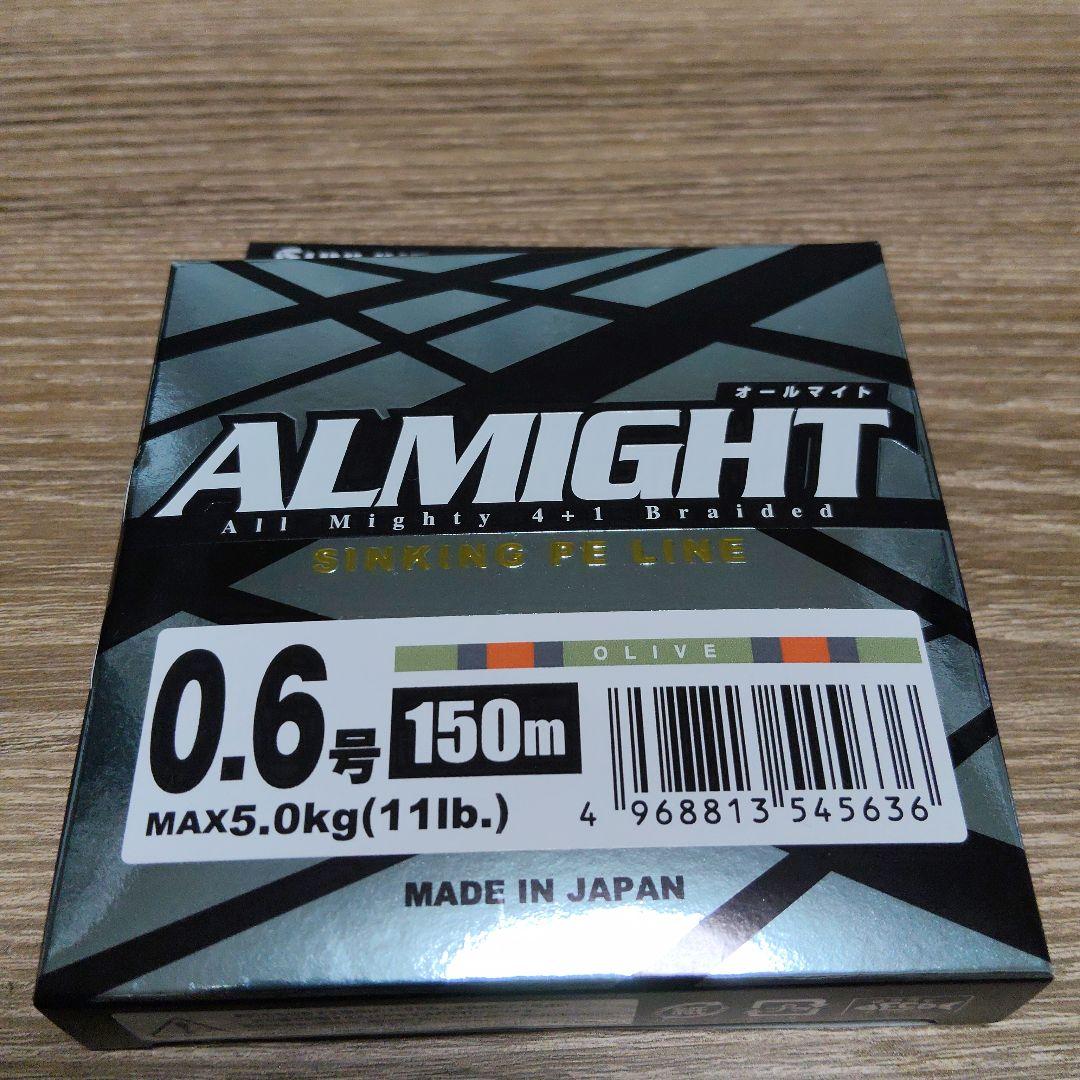 オールマイト
ALMIGHT
All Mighty 4+1 Braided
SINKING PE LINE
OLIVE
0.6号 150m
MAX5.0kg(11lb.)
4 968813 545636
MADE IN JAPAN